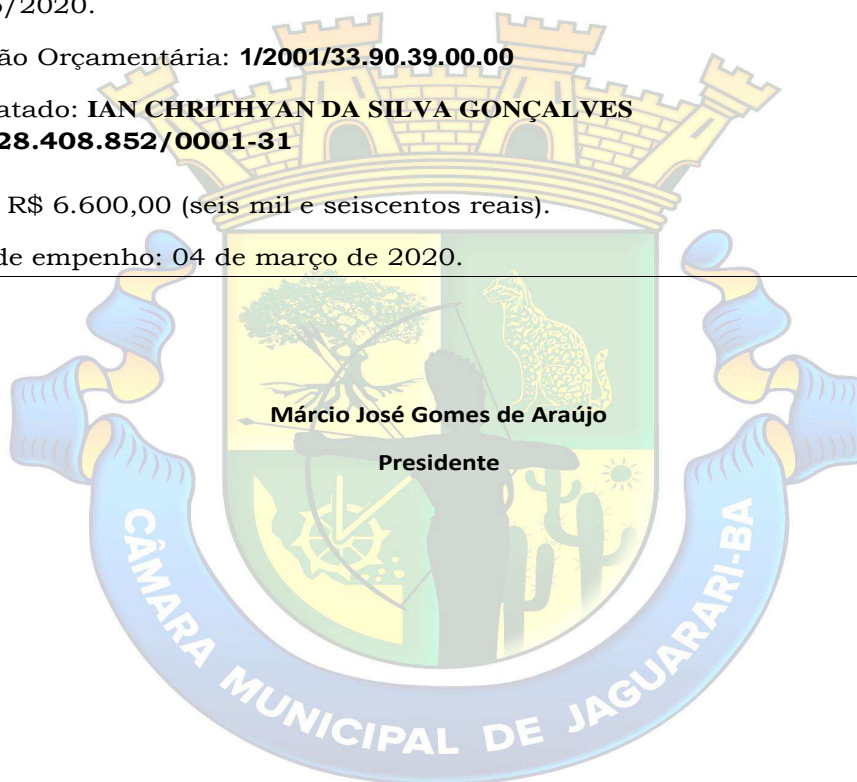 /2020.
ão Orçamentária: 1/2001/33.90.39.00.00
atado: IAN CHRITHYAN DA SILVA GONÇALVES
28.408.852/0001-31
R$ 6.600,00 (seis mil e seiscentos reais).
de empenho: 04 de março de 2020.
Márcio José Gomes de Araújo
Presidente
CÂMARA MUNICIPAL DE JAGUARARI-BA